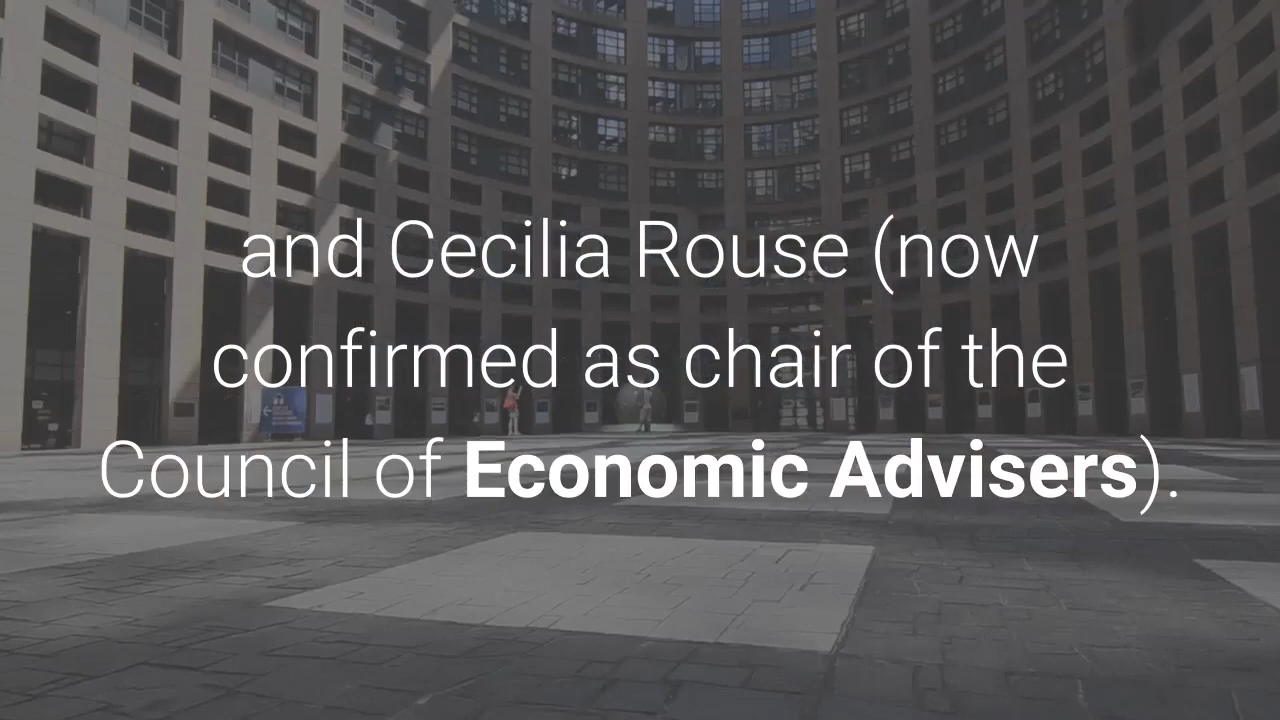 and Cecilia Rouse (now
confirmed as chair of the
Council of Economic Advisers).